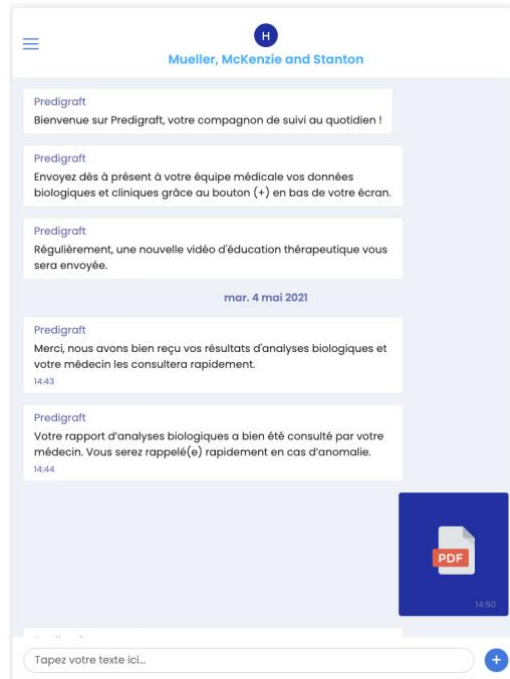 H
Mueller, McKenzie and Stanton
Predigraft
Bienvenue sur Predigraft, votre compagnon de suivi au quotidien !
Predigraft
Envoyez dès à présent à votre équipe médicale vos données
biologiques et cliniques grâce au bouton (+) en bas de votre écran.
Predigraft
Régulièrement, une nouvelle vidéo d'éducation thérapeutique vous
sera envoyée.
mar. 4 mai 2021
Predigraft
Merci, nous avons bien reçu vos résultats d'analyses biologiques et
votre médecin les consultera rapidement.
14:43
Predigraft
Votre rapport d’analyses biologiques a bien été consulté par votre
médecin. Vous serez rappelé(e) rapidement en cas d’anomalie.
14:44
PDF
14:50
Tapez votre texte ici...
+